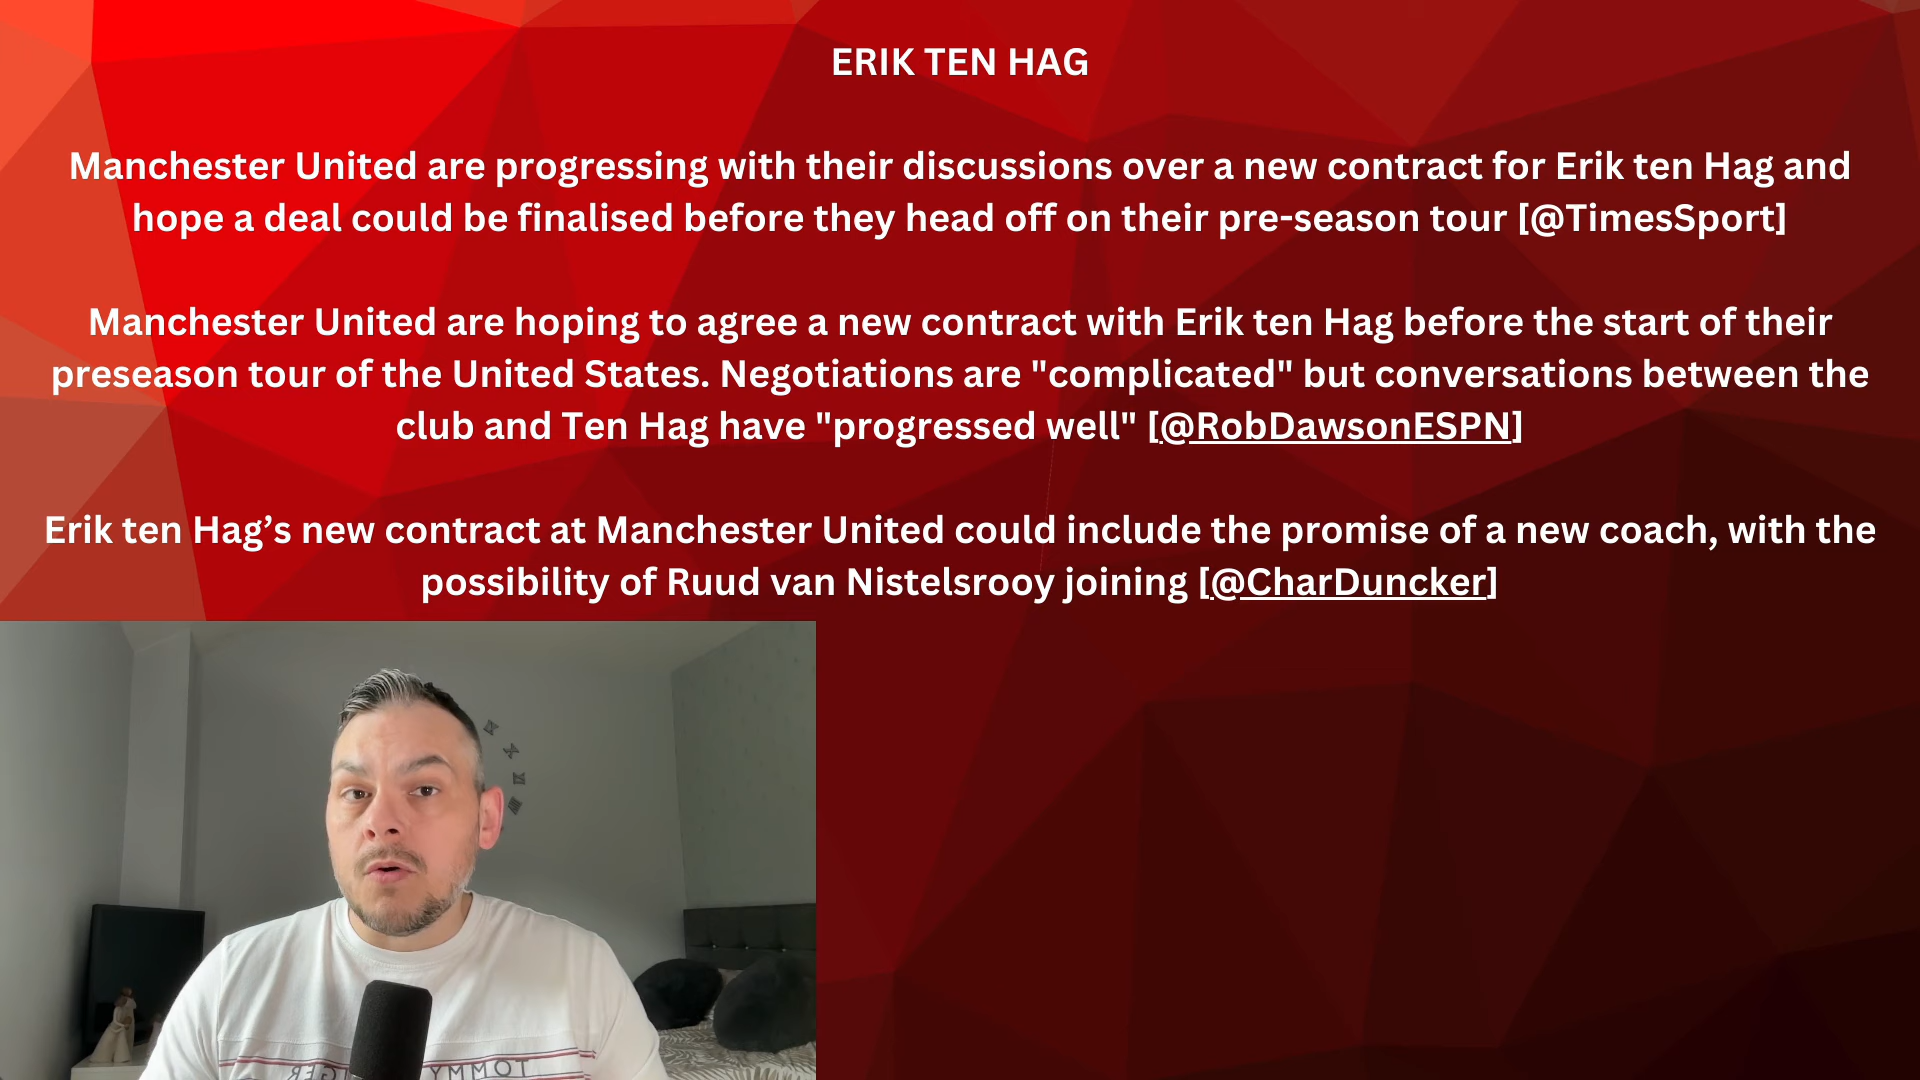 ERIK TEN HAG
Manchester United are progressing with their discussions over a new contract for Erik ten Hag and
hope a deal could be finalised before they head off on their pre-season tour [@TimesSport]
Manchester United are hoping to agree a new contract with Erik ten Hag before the start of their
preseason tour of the United States. Negotiations are "complicated" but conversations between the
club and Ten Hag have "progressed well" [@RobDawsonESPN]
Erik ten Hag’s new contract at Manchester United could include the promise of a new coach, with the
possibility of Ruud van Nistelsrooy joining [@CharDuncker]
TOMMY